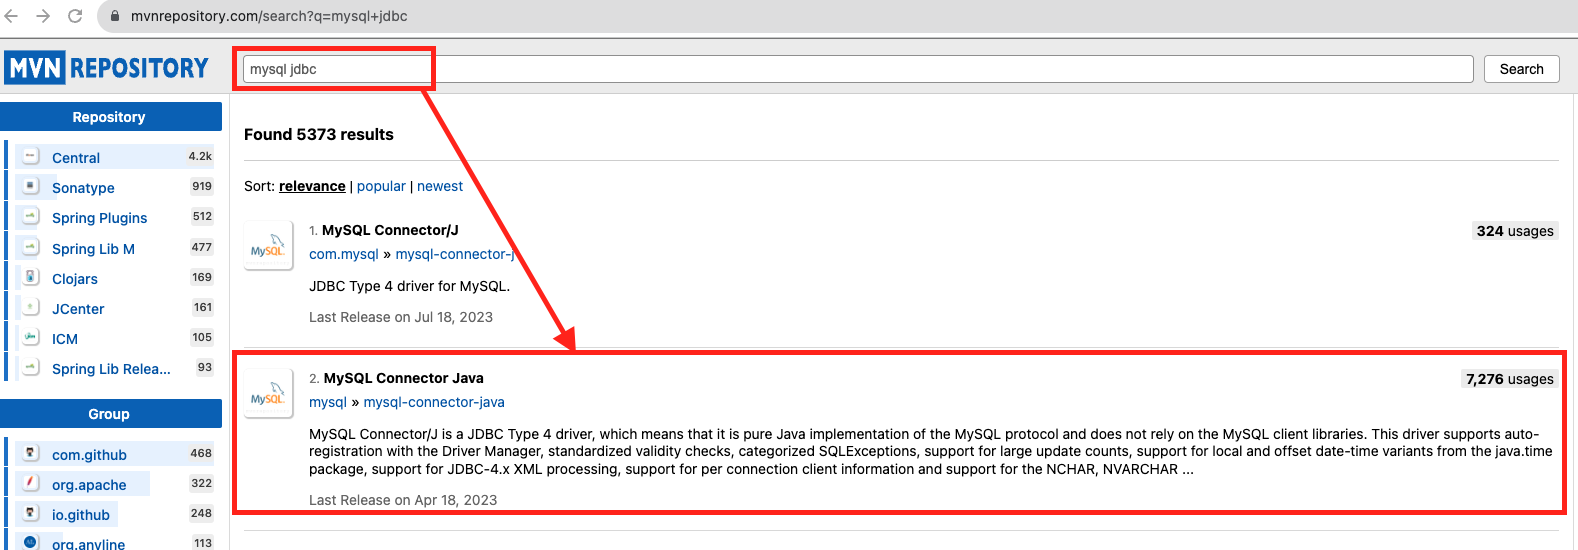 mvnrepository.com/search?q=mysql+jdbc
MVN REPOSITORY
mysql jdbc
Search
Repository
Central 4.2k
Sonatype 919
Spring Plugins 512
Spring Lib M 477
Clojars 169
JCenter 161
ICM 105
Spring Lib Relea... 93
Group
com.github 468
org.apache 322
io.github 248
org.anyline 113
Found 5373 results
Sort: relevance | popular | newest
1. MySQL Connector/J
324 usages
com.mysql » mysql-connector-j
JDBC Type 4 driver for MySQL.
Last Release on Jul 18, 2023
MySQL
2. MySQL Connector Java
7,276 usages
mysql » mysql-connector-java
MySQL Connector/J is a JDBC Type 4 driver, which means that it is pure Java implementation of the MySQL protocol and does not rely on the MySQL client libraries. This driver supports auto-
registration with the Driver Manager, standardized validity checks, categorized SQLExceptions, support for large update counts, support for local and offset date-time variants from the java.time
package, support for JDBC-4.x XML processing, support for per connection client information and support for the NCHAR, NVARCHAR ...
Last Release on Apr 18, 2023
MySQL